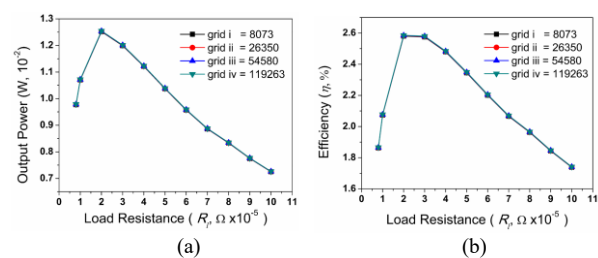 1.3
1.2
1.1
1.0
0.9
0.8
0.7
Output Power (W, 10⁻²)
grid i = 8073
grid ii = 26350
grid iii = 54580
grid iv = 119263
0 1 2 3 4 5 6 7 8 9 10 11
Load Resistance ( Rₗ, Ω x10⁻⁵)
(a)
2.6
2.4
2.2
2.0
1.8
1.6
Efficiency (η, %)
grid i = 8073
grid ii = 26350
grid iii = 54580
grid iv = 119263
0 1 2 3 4 5 6 7 8 9 10 11
Load Resistance ( Rₗ, Ω x10⁻⁵)
(b)